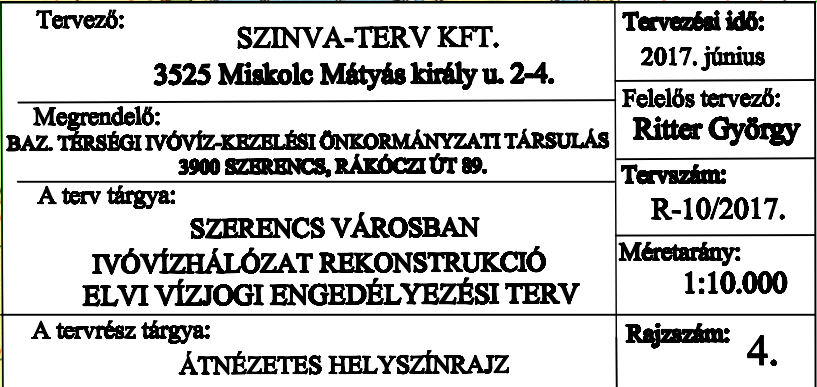 Tervező:
SZINVA-TERV KFT.
3525 Miskolc Mátyás király u. 2-4.
Tervezési idő:
2017. június
Megrendelő:
BAZ. TÉRSÉGI IVÓVÍZ-KEZELÉSI ÖNKORMÁNYZATI TÁRSULÁS
3900 SZERENCS, RÁKÓCZI ÚT 89.
Felelős tervező:
Ritter György
A terv tárgya:
SZERENCS VÁROSBAN
IVÓVÍZHÁLÓZAT REKONSTRUKCIÓ
ELVI VÍZJOGI ENGEDÉLYEZÉSI TERV
Tervszám:
R-10/2017.
Méretarány:
1:10.000
A tervrész tárgya:
ÁTNÉZETES HELYSZÍNRAJZ
Rajzszám:
4.